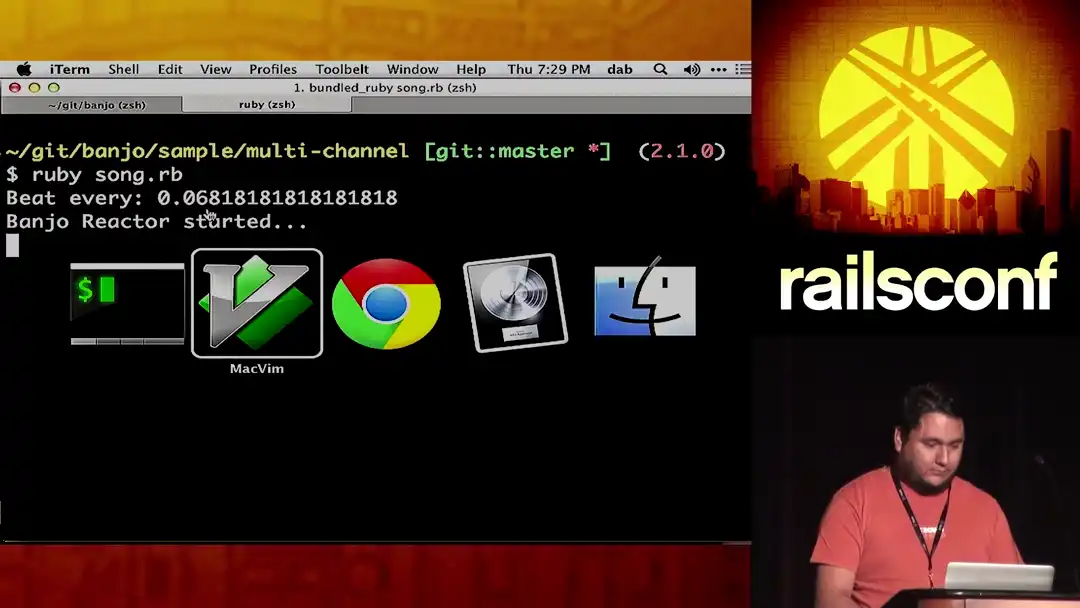 iTerm Shell Edit View Profiles Toolbelt Window Help Thu 7:29 PM dab
1. bundled_ruby song.rb (zsh)
~/git/banjo (zsh) ruby (zsh)
~/git/banjo/sample/multi-channel [git::master *] (2.1.0)
$ ruby song.rb
Beat every: 0.06818181818181818
Banjo Reactor started...
$
MacVim
railsconf